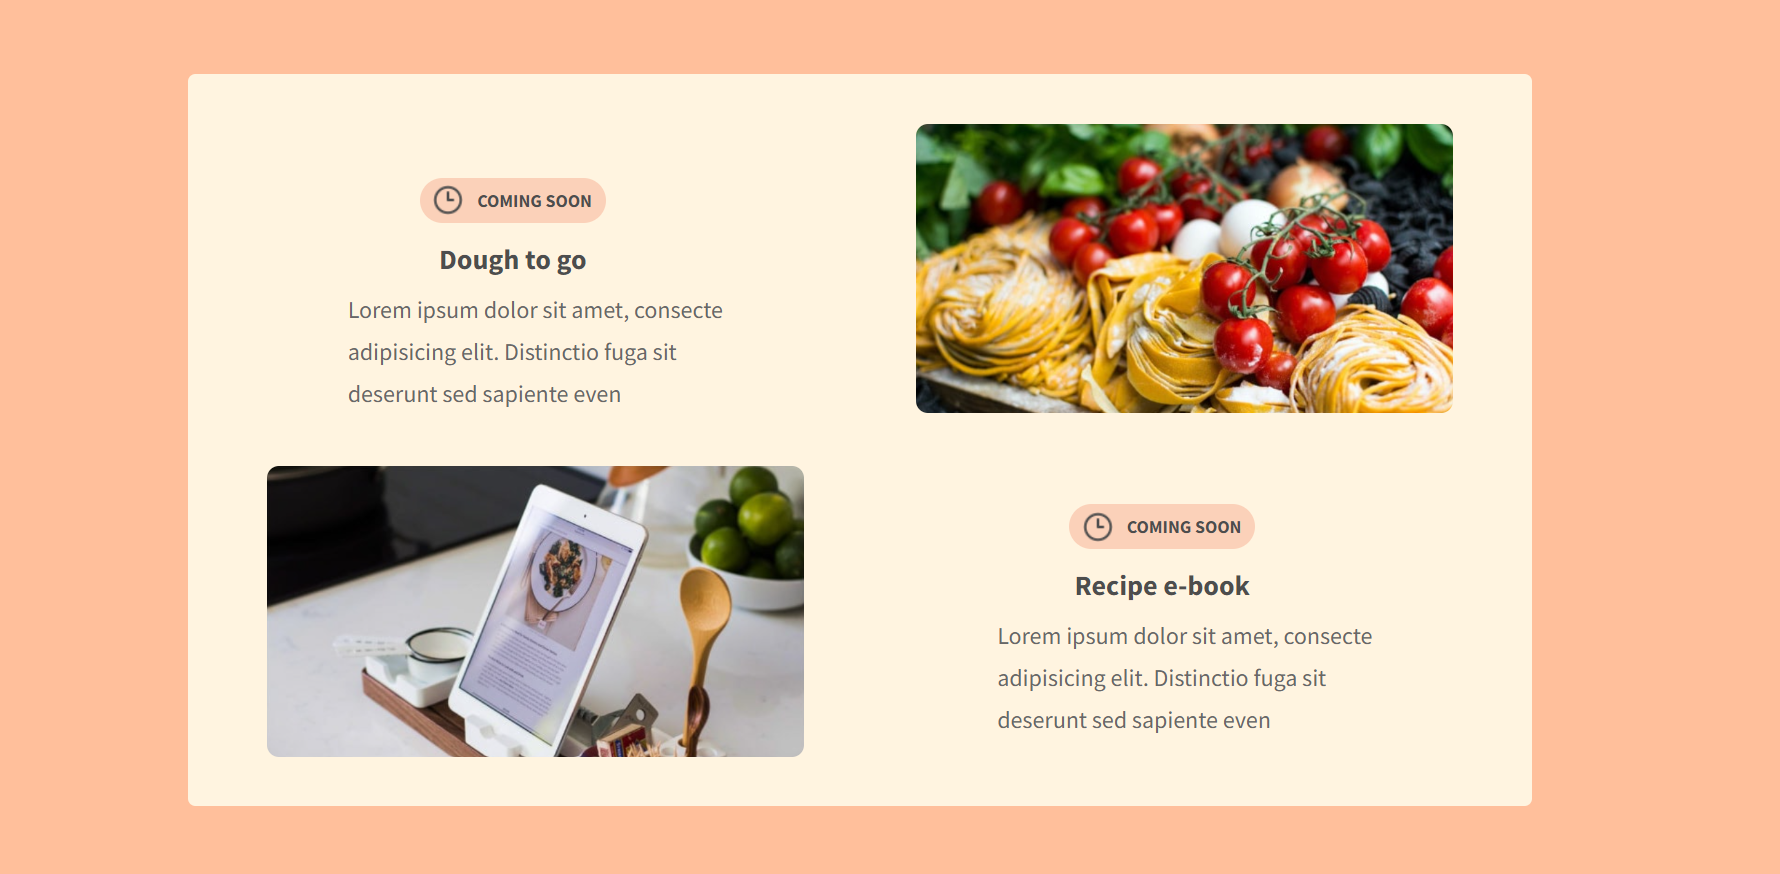 COMING SOON
Dough to go
Lorem ipsum dolor sit amet, consecte
adipisicing elit. Distinctio fuga sit
deserunt sed sapiente even
COMING SOON
Recipe e-book
Lorem ipsum dolor sit amet, consecte
adipisicing elit. Distinctio fuga sit
deserunt sed sapiente even